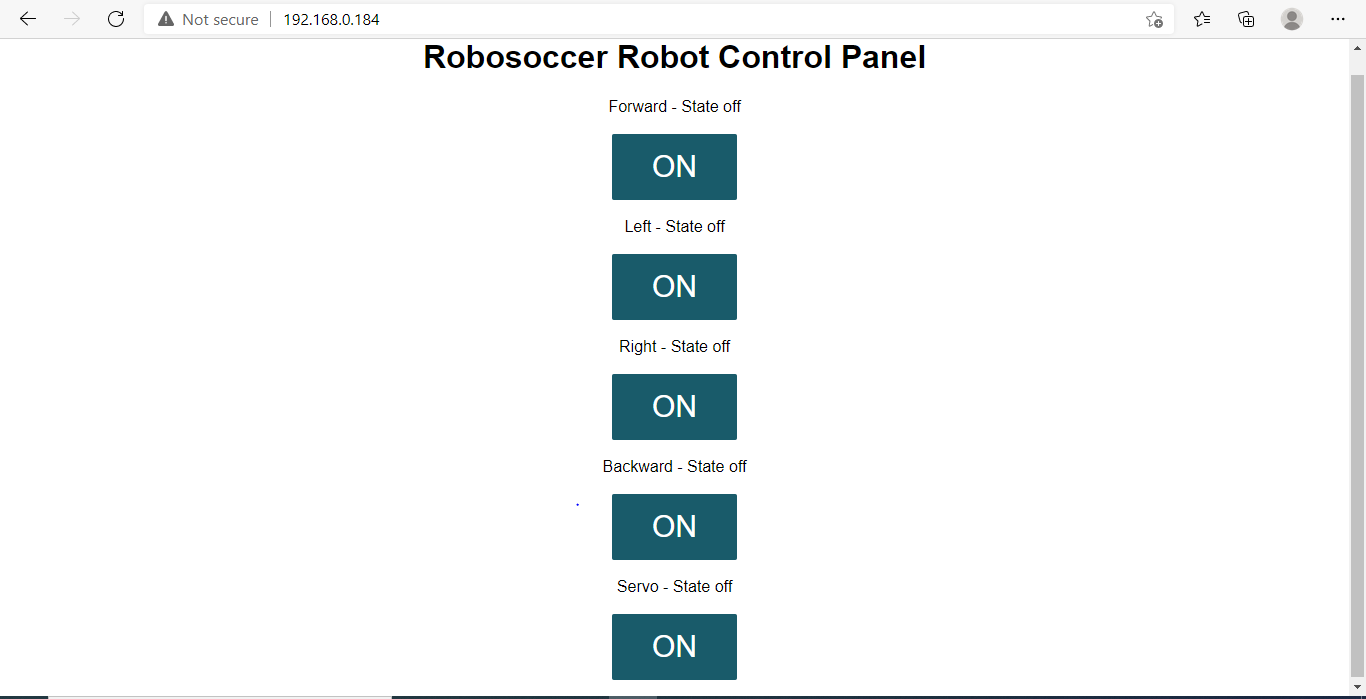 Not secure 192.168.0.184
Robosoccer Robot Control Panel
Forward - State off
ON
Left - State off
ON
Right - State off
ON
Backward - State off
ON
Servo - State off
ON